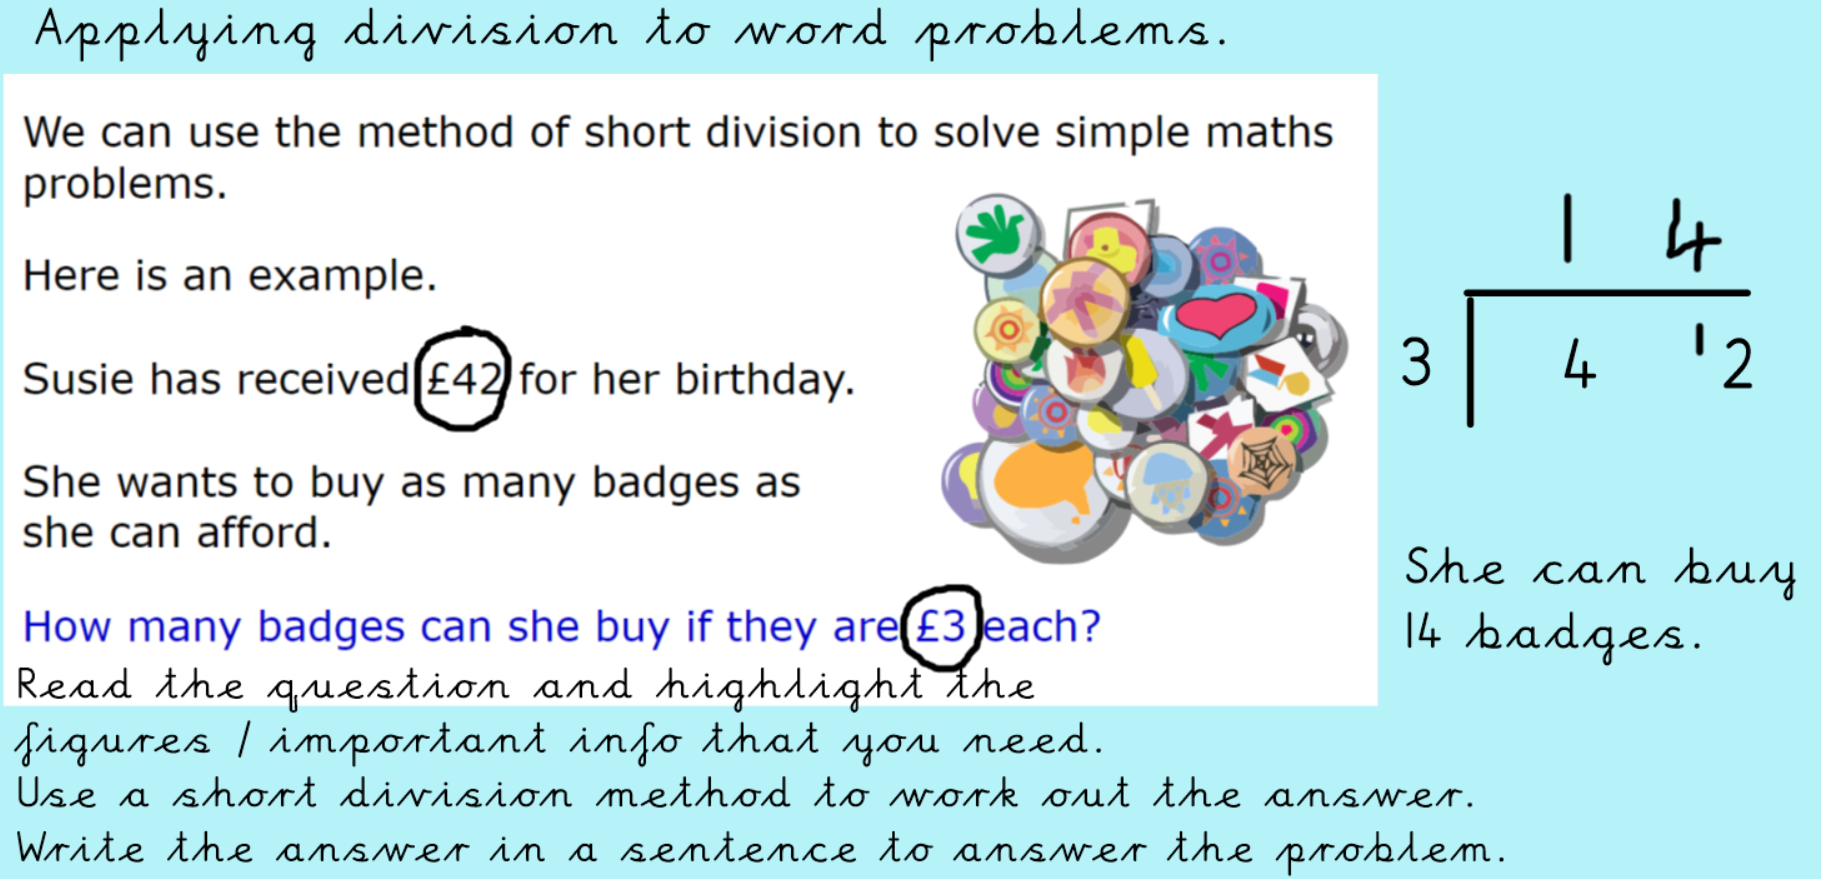 Applying division to word problems.
We can use the method of short division to solve simple maths
problems.
Here is an example.
Susie has received £42 for her birthday.
She wants to buy as many badges as
she can afford.
How many badges can she buy if they are £3 each?
Read the question and highlight the
figures / important info that you need.
Use a short division method to work out the answer.
Write the answer in a sentence to answer the problem.
1 4
3 4 12
She can buy
14 badges.